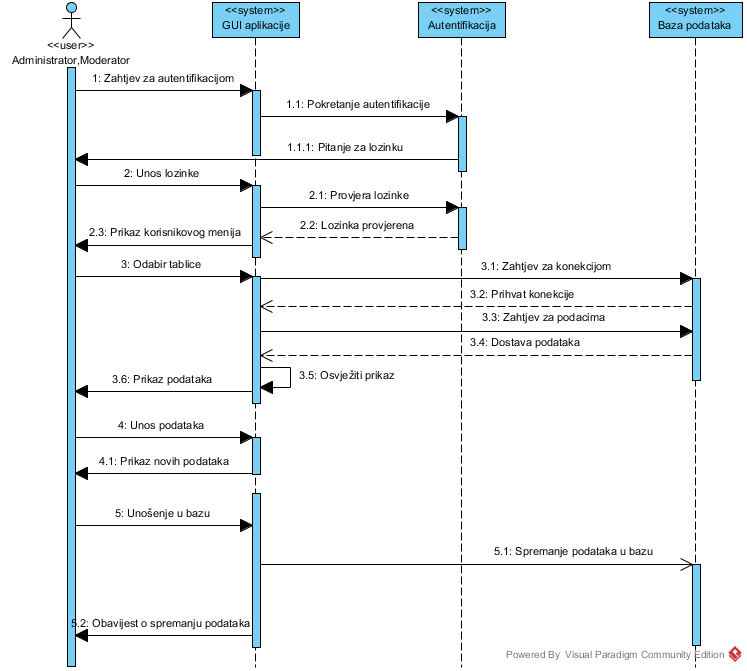 <<system>>
GUI aplikacije
<<system>>
Autentifikacija
<<system>>
Baza podataka
<<user>>
Administrator,Moderator
1: Zahtjev za autentifikacijom
1.1: Pokretanje autentifikacije
1.1.1: Pitanje za lozinku
2: Unos lozinke
2.1: Provjera lozinke
2.2: Lozinka provjerena
2.3: Prikaz korisnikovog menija
3: Odabir tablice
3.1: Zahtjev za konekcijom
3.2: Prihvat konekcije
3.3: Zahtjev za podacima
3.4: Dostava podataka
3.5: Osvježiti prikaz
3.6: Prikaz podataka
4: Unos podataka
4.1: Prikaz novih podataka
5: Unošenje u bazu
5.1: Spremanje podataka u bazu
5.2: Obavijest o spremanju podataka
Powered By Visual Paradigm Community Edition